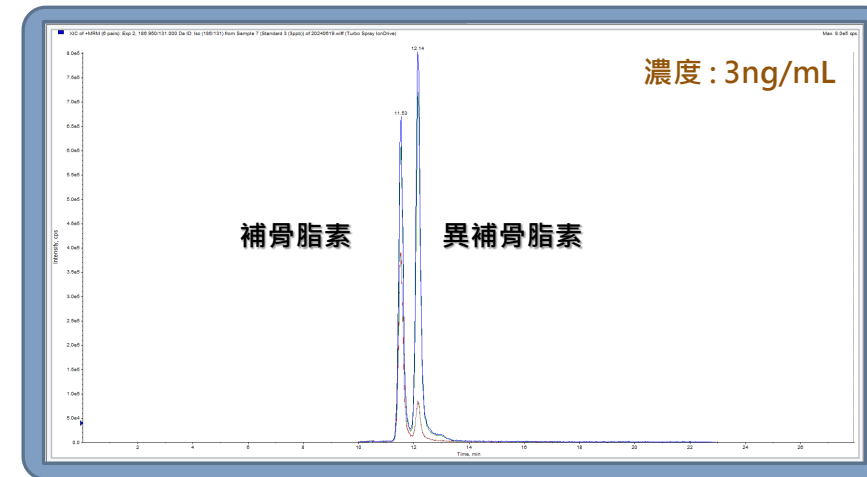 XIC of +MRM (6 pairs): Exp 2, 186.950/131.000 Da ID: Iso (186/131) from Sample 7 (Standard 3 (3ppb)) of 20240619.wiff (Turbo Spray IonDrive)
Max. 8.0e5 cps.
濃度 : 3ng/mL
12.14
11.53
補骨脂素
異補骨脂素
Intensity, cps
8.0e5
7.5e5
7.0e5
6.5e5
6.0e5
5.5e5
5.0e5
4.5e5
4.0e5
3.5e5
3.0e5
2.5e5
2.0e5
1.5e5
1.0e5
5.0e4
0.0
2 4 6 8 10 12 14 16 18 20 22 24 26
Time, min